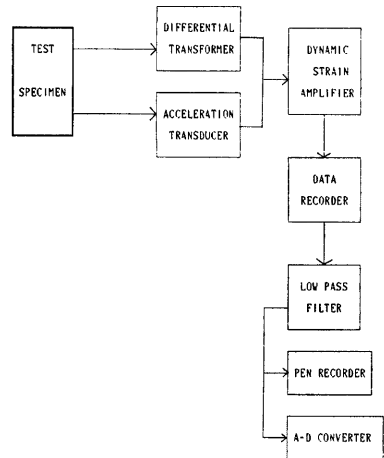 TEST
SPECIMEN
DIFFERENTIAL
TRANSFORMER
ACCELERATION
TRANSDUCER
DYNAMIC
STRAIN
AMPLIFIER
DATA
RECORDER
LOW PASS
FILTER
PEN RECORDER
A-D CONVERTER